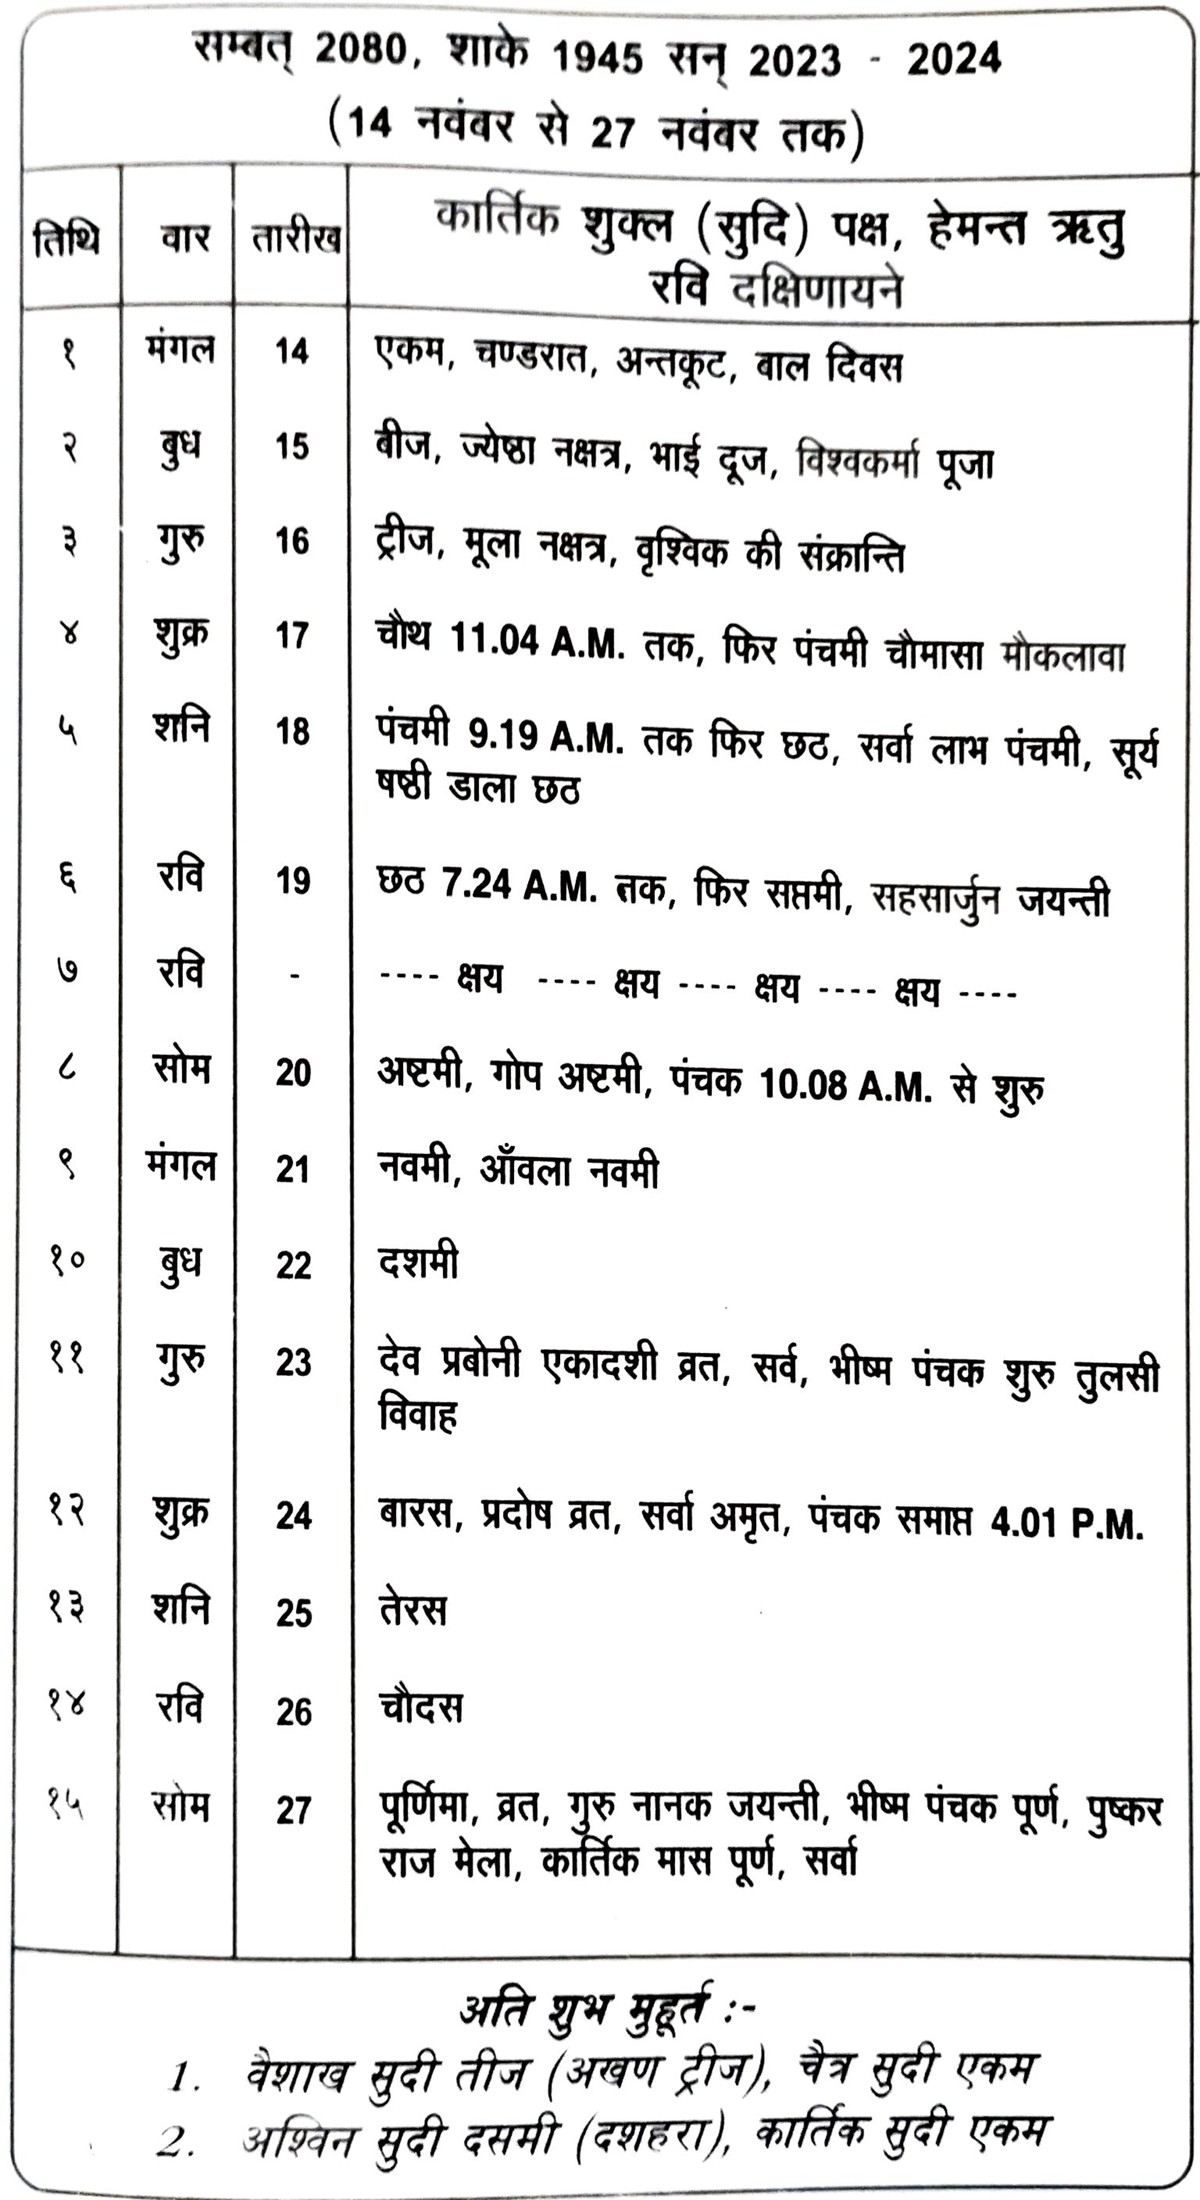 सम्बत् 2080, शाके 1945 सन् 2023 - 2024
(14 नवंबर से 27 नवंबर तक)
तिथि वार तारीख कार्तिक शुक्ल (सुदि) पक्ष, हेमन्त ऋतु
रवि दक्षिणायने
१ मंगल 14 एकम, चण्डरात, अन्तकूट, बाल दिवस
२ बुध 15 बीज, ज्येष्ठा नक्षत्र, भाई दूज, विश्वकर्मा पूजा
३ गुरु 16 ट्रीज, मूला नक्षत्र, वृश्विक की संक्रान्ति
४ शुक्र 17 चौथ 11.04 A.M. तक, फिर पंचमी चौमासा मौकलावा
५ शनि 18 पंचमी 9.19 A.M. तक फिर छठ, सर्वा लाभ पंचमी, सूर्य
षष्ठी डाला छठ
६ रवि 19 छठ 7.24 A.M. तक, फिर सप्तमी, सहसार्जुन जयन्ती
७ रवि - ---- क्षय ---- क्षय ---- क्षय ---- क्षय ----
८ सोम 20 अष्टमी, गोप अष्टमी, पंचक 10.08 A.M. से शुरु
९ मंगल 21 नवमी, आँवला नवमी
१० बुध 22 दशमी
११ गुरु 23 देव प्रबोनी एकादशी व्रत, सर्व, भीष्म पंचक शुरु तुलसी
विवाह
१२ शुक्र 24 बारस, प्रदोष व्रत, सर्वा अमृत, पंचक समाप्त 4.01 P.M.
१३ शनि 25 तेरस
१४ रवि 26 चौदस
१५ सोम 27 पूर्णिमा, व्रत, गुरु नानक जयन्ती, भीष्म पंचक पूर्ण, पुष्कर
राज मेला, कार्तिक मास पूर्ण, सर्वा
अति शुभ मुहूर्त :-
1. वैशाख सुदी तीज (अखण ट्रीज), चैत्र सुदी एकम
2. अश्विन सुदी दसमी (दशहरा), कार्तिक सुदी एकम